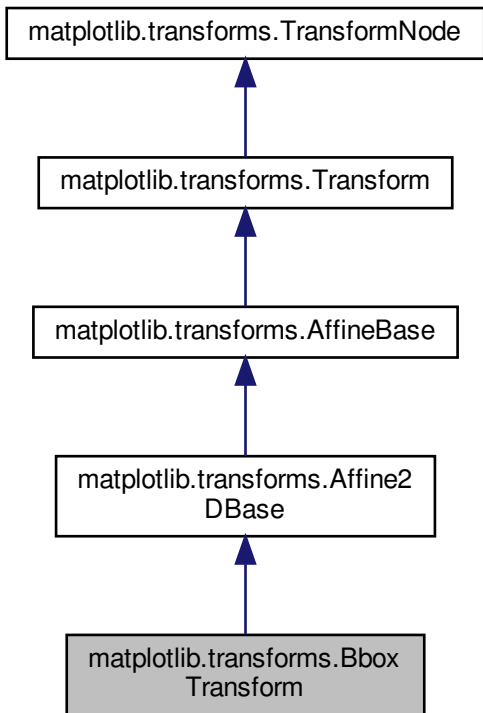 matplotlib.transforms.TransformNode
matplotlib.transforms.Transform
matplotlib.transforms.AffineBase
matplotlib.transforms.Affine2
DBase
matplotlib.transforms.Bbox
Transform